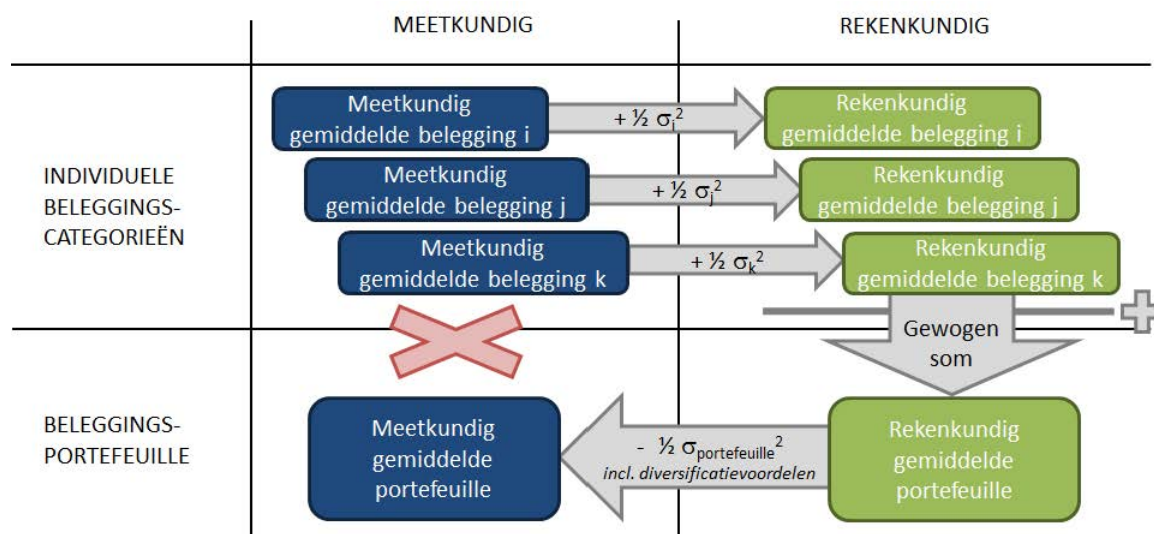 MEETKUNDIG
REKENKUNDIG
INDIVIDUELE
BELEGGINGS-
CATEGORIEËN
Meetkundig
gemiddelde belegging i
+ ½ σi²
Rekenkundig
gemiddelde belegging i
Meetkundig
gemiddelde belegging j
+ ½ σj²
Rekenkundig
gemiddelde belegging j
Meetkundig
gemiddelde belegging k
+ ½ σk²
Rekenkundig
gemiddelde belegging k
Gewogen
som
BELEGGINGS-
PORTEFEUILLE
Meetkundig
gemiddelde
portefeuille
- ½ σportefeuille²
incl. diversificatievoordelen
Rekenkundig
gemiddelde
portefeuille